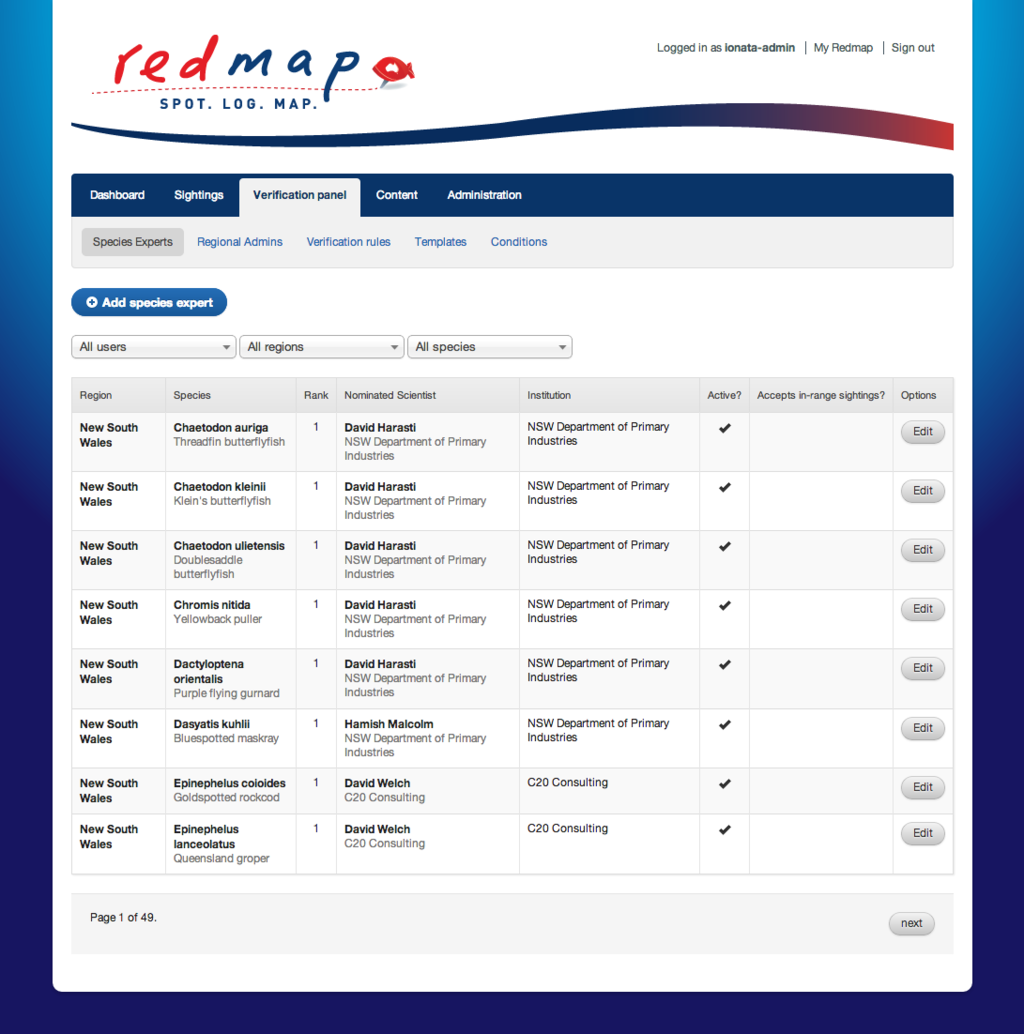 redmap
SPOT. LOG. MAP.
Logged in as ionata-admin | My Redmap | Sign out
Dashboard Sightings Verification panel Content Administration
Species Experts Regional Admins Verification rules Templates Conditions
Add species expert
All users All regions All species
Region Species Rank Nominated Scientist Institution Active? Accepts in-range sightings? Options
New South Chaetodon auriga 1 David Harasti NSW Department of Primary Edit
Wales Threadfin butterflyfish NSW Department of Primary Industries
Industries
New South Chaetodon kleinii 1 David Harasti NSW Department of Primary Edit
Wales Klein's butterflyfish NSW Department of Primary Industries
Industries
New South Chaetodon ulietensis 1 David Harasti NSW Department of Primary Edit
Wales Doublesaddle NSW Department of Primary Industries
butterflyfish Industries
New South Chromis nitida 1 David Harasti NSW Department of Primary Edit
Wales Yellowback puller NSW Department of Primary Industries
Industries
New South Dactyloptena 1 David Harasti NSW Department of Primary Edit
Wales orientalis NSW Department of Primary Industries
Purple flying gurnard Industries
New South Dasyatis kuhlii 1 Hamish Malcolm NSW Department of Primary Edit
Wales Bluespotted maskray NSW Department of Primary Industries
Industries
New South Epinephelus coioides 1 David Welch C20 Consulting Edit
Wales Goldspotted rockcod C20 Consulting
New South Epinephelus 1 David Welch C20 Consulting Edit
Wales lanceolatus C20 Consulting
Queensland groper
Page 1 of 49. next